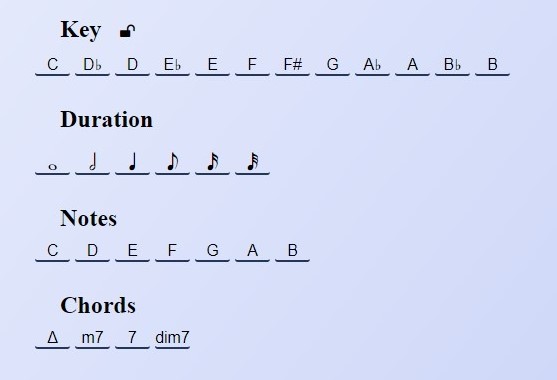 Key
C D♭ D E♭ E F F# G A♭ A B♭ B
Duration
Notes
C D E F G A B
Chords
Δ m7 7 dim7